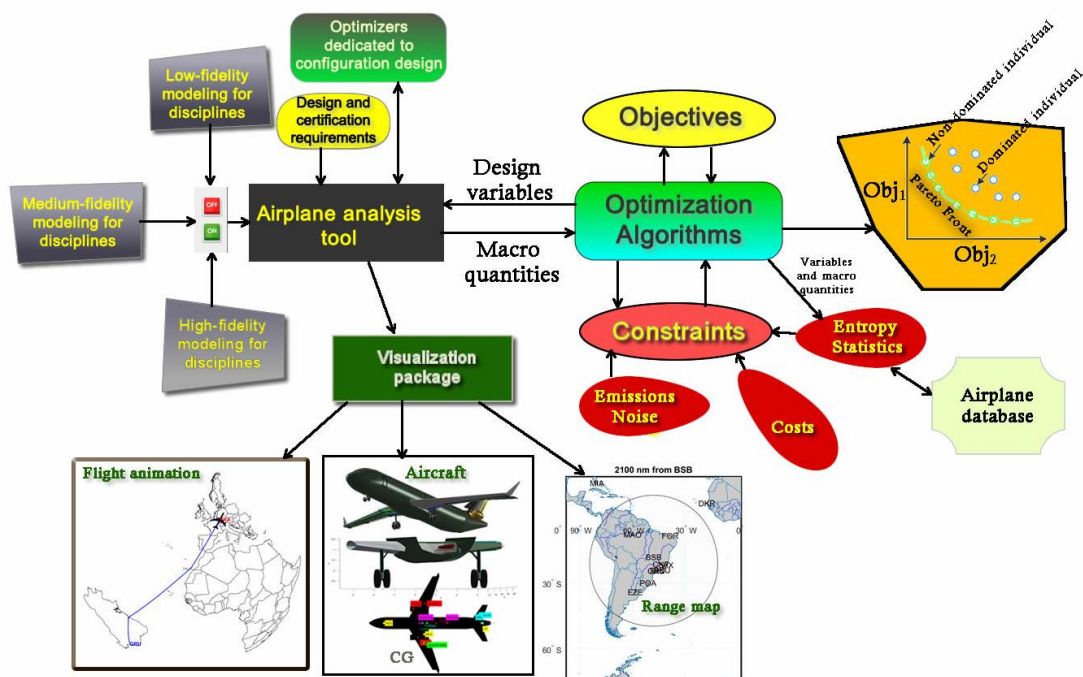 Optimizers
dedicated to
configuration design
Low-fidelity
modeling for
disciplines
Design and
certification
requirements
Objectives
Non-dominated individual
Dominated individual
Obj1
Pareto Front
Obj2
Medium-fidelity
modeling for
disciplines
OFF
ON
Airplane analysis
tool
Design
variables
Macro
quantities
Optimization
Algorithms
Variables
and macro
quantities
High-fidelity
modeling for
disciplines
Visualization
package
Constraints
Entropy
Statistics
Emissions
Noise
Costs
Airplane
database
Flight animation
GRU
Aircraft
CG
2100 nm from BSB
MIA
DKR
0°
90° W
60° W
30° W
MAO
FOR
BSB
POA
EZE
30° S
Range map
60° S